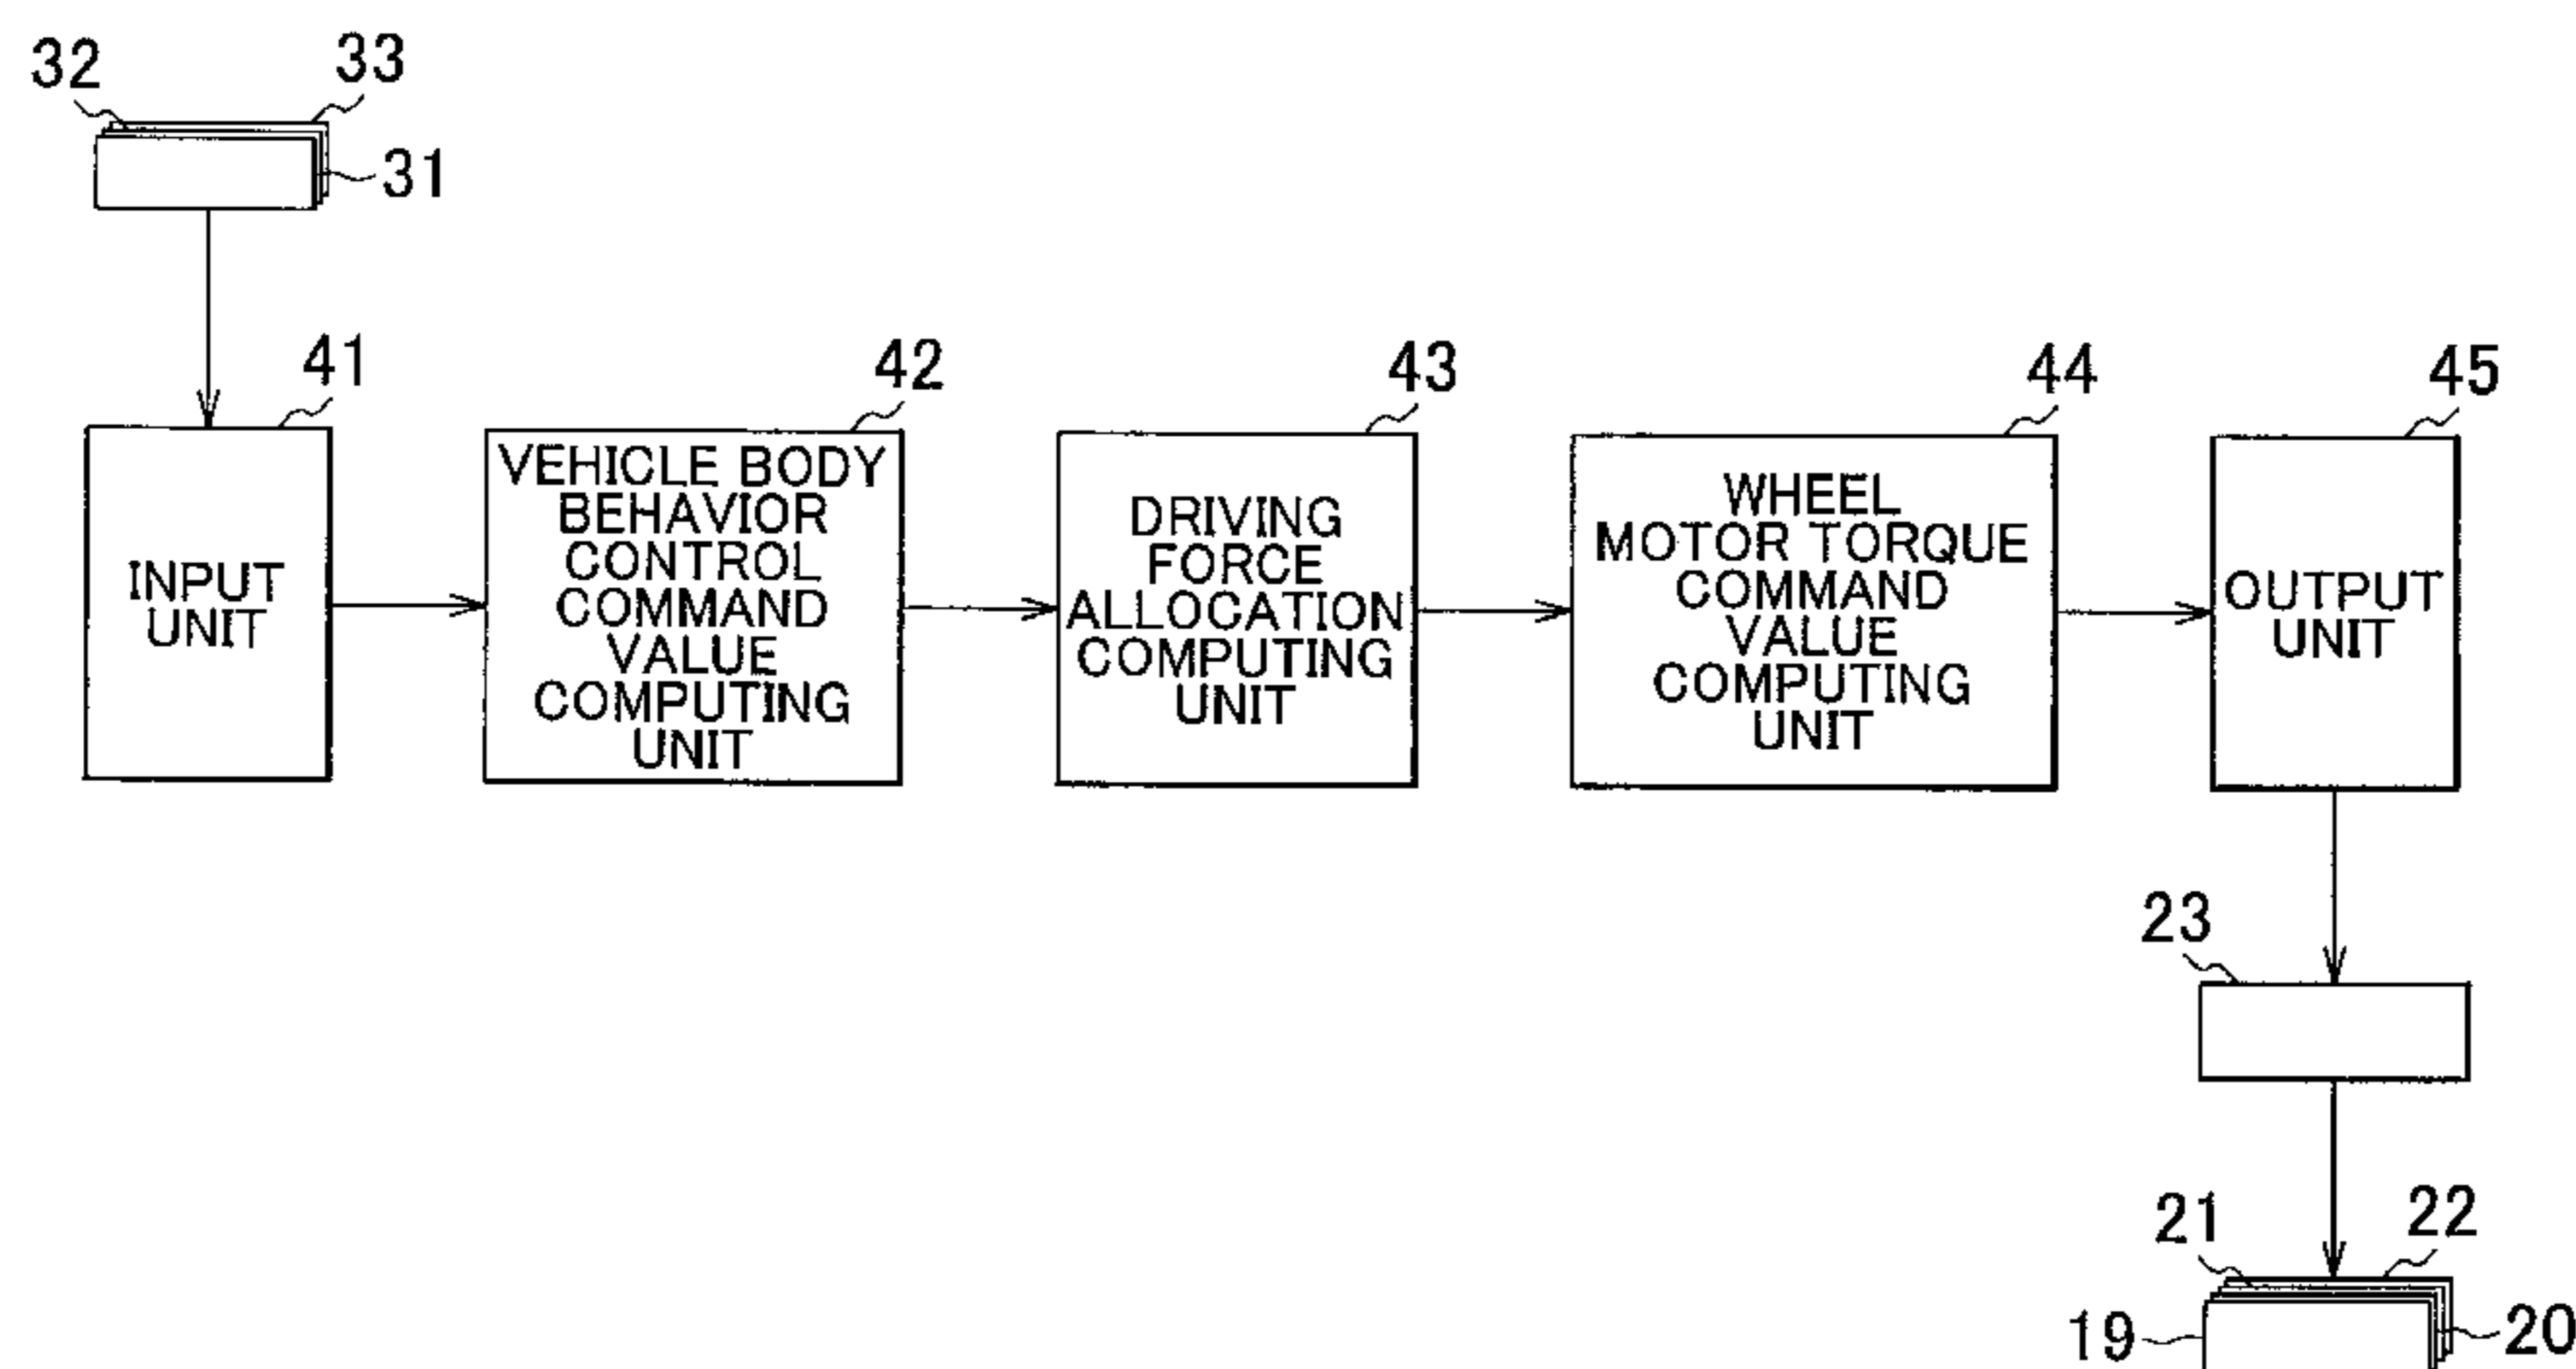 32
33
31
41
42
43
44
45
INPUT
UNIT
VEHICLE BODY
BEHAVIOR
CONTROL
COMMAND
VALUE
COMPUTING
UNIT
DRIVING
FORCE
ALLOCATION
COMPUTING
UNIT
WHEEL
MOTOR TORQUE
COMMAND
VALUE
COMPUTING
UNIT
OUTPUT
UNIT
23
21
22
19
20